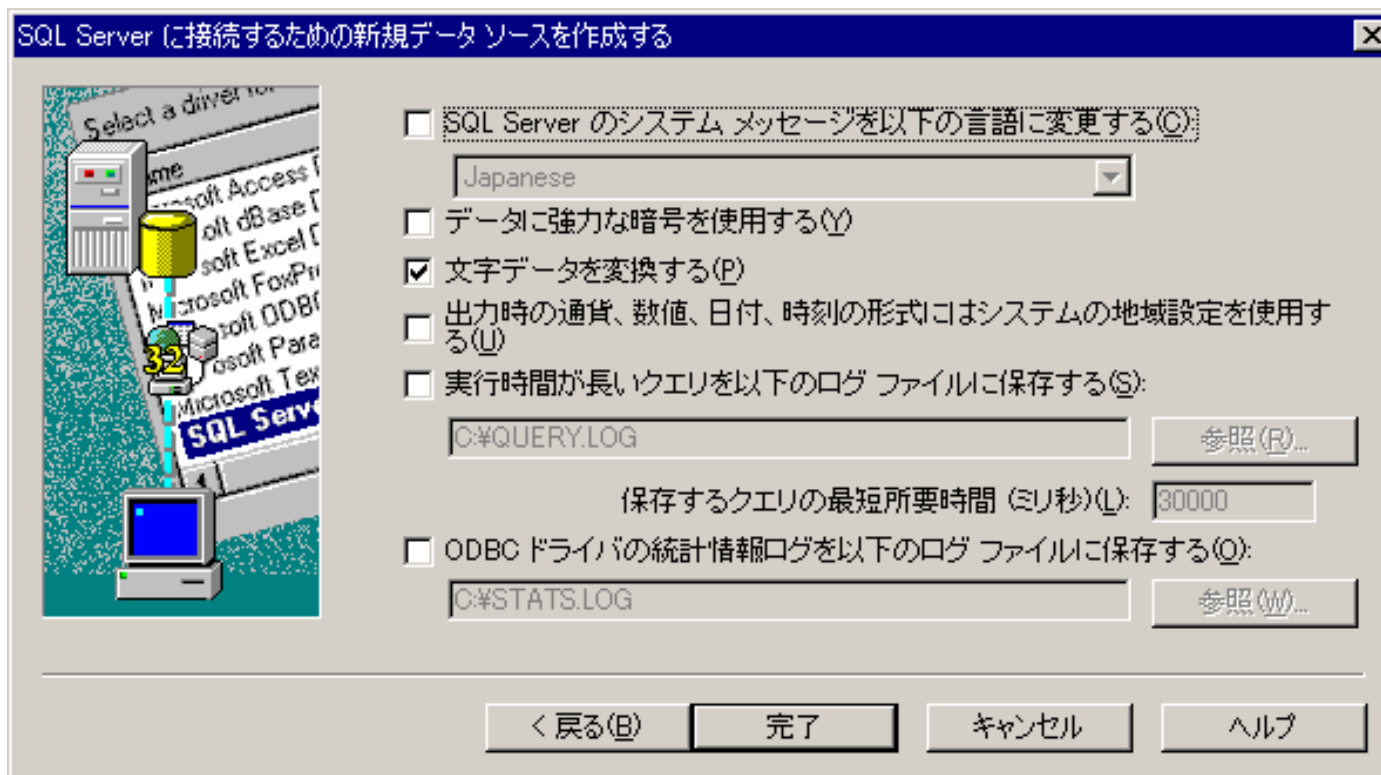 SQL Server に接続するための新規データ ソースを作成する
Select a driver for
SQL Server のシステム メッセージを以下の言語に変更する(C):
Japanese
データに強力な暗号を使用する(Y)
文字データを変換する(P)
出力時の通貨、数値、日付、時刻の形式にはシステムの地域設定を使用す
る(U)
実行時間が長いクエリを以下のログ ファイルに保存する(S):
C:¥QUERY.LOG
参照(R)...
保存するクエリの最短所要時間 (ミリ秒)(L):
30000
ODBC ドライバの統計情報ログを以下のログ ファイルに保存する(O):
C:¥STATS.LOG
参照(W)...
ame
osoft Access
oft dBase D
soft Excel D
crosoft FoxPro
soft ODBC
osoft Para
Microsoft Tex
SQL Serve
32
< 戻る(B)
完了
キャンセル
ヘルプ